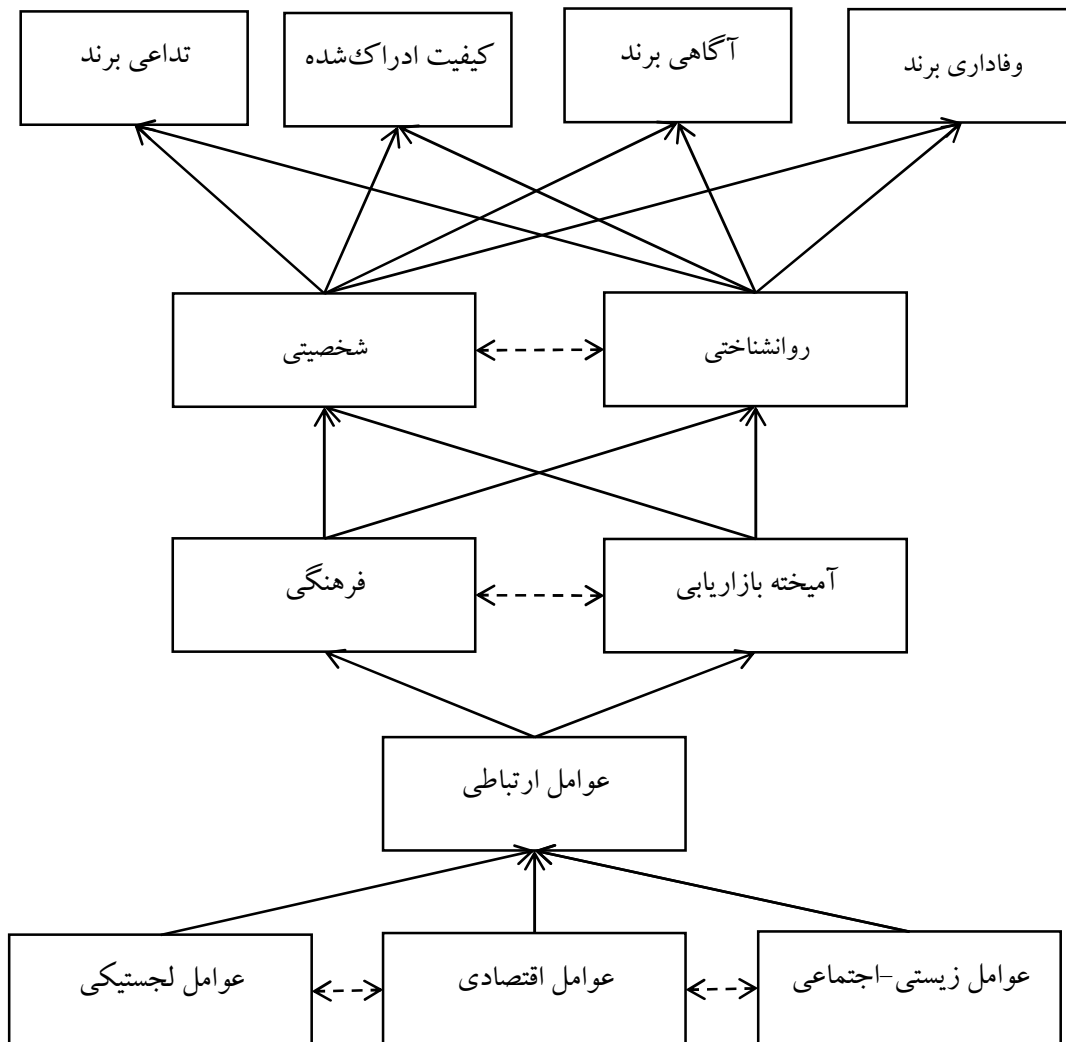 وفاداری برند
آگاهی برند
کیفیت ادراک‌شده
تداعی برند
روانشناختی
شخصیتی
آمیخته بازاریابی
فرهنگی
عوامل ارتباطی
عوامل زیستی-اجتماعی
عوامل اقتصادی
عوامل لجستیکی